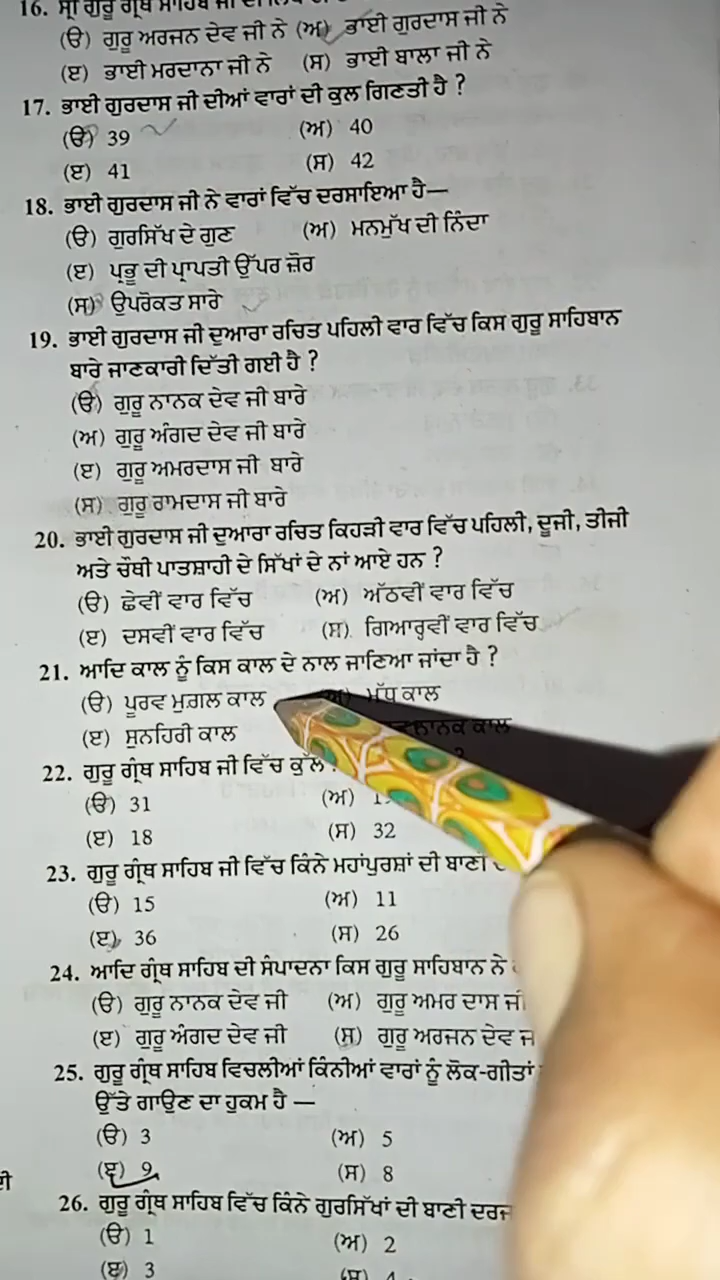 16. ਸ੍ਰੀ ਗੁਰੂ ਗ੍ਰੰਥ ਸਾਹਿਬ ਜੀ
(ੳ) ਗੁਰੂ ਅਰਜਨ ਦੇਵ ਜੀ ਨੇ (ਅ) ਭਾਈ ਗੁਰਦਾਸ ਜੀ ਨੇ
(ੲ) ਭਾਈ ਮਰਦਾਨਾ ਜੀ ਨੇ (ਸ) ਭਾਈ ਬਾਲਾ ਜੀ ਨੇ
17. ਭਾਈ ਗੁਰਦਾਸ ਜੀ ਦੀਆਂ ਵਾਰਾਂ ਦੀ ਕੁਲ ਗਿਣਤੀ ਹੈ ?
(ੳ) 39 (ਅ) 40
(ੲ) 41 (ਸ) 42
18. ਭਾਈ ਗੁਰਦਾਸ ਜੀ ਨੇ ਵਾਰਾਂ ਵਿੱਚ ਦਰਸਾਇਆ ਹੈ—
(ੳ) ਗੁਰਸਿੱਖ ਦੇ ਗੁਣ (ਅ) ਮਨਮੁੱਖ ਦੀ ਨਿੰਦਾ
(ੲ) ਪ੍ਰਭੂ ਦੀ ਪ੍ਰਾਪਤੀ ਉੱਪਰ ਜ਼ੋਰ
(ਸ) ਉਪਰੋਕਤ ਸਾਰੇ
19. ਭਾਈ ਗੁਰਦਾਸ ਜੀ ਦੁਆਰਾ ਰਚਿਤ ਪਹਿਲੀ ਵਾਰ ਵਿੱਚ ਕਿਸ ਗੁਰੂ ਸਾਹਿਬਾਨ
ਬਾਰੇ ਜਾਣਕਾਰੀ ਦਿੱਤੀ ਗਈ ਹੈ ?
(ੳ) ਗੁਰੂ ਨਾਨਕ ਦੇਵ ਜੀ ਬਾਰੇ
(ਅ) ਗੁਰੂ ਅੰਗਦ ਦੇਵ ਜੀ ਬਾਰੇ
(ੲ) ਗੁਰੂ ਅਮਰਦਾਸ ਜੀ ਬਾਰੇ
(ਸ) ਗੁਰੂ ਰਾਮਦਾਸ ਜੀ ਬਾਰੇ
20. ਭਾਈ ਗੁਰਦਾਸ ਜੀ ਦੁਆਰਾ ਰਚਿਤ ਕਿਹੜੀ ਵਾਰ ਵਿੱਚ ਪਹਿਲੀ, ਦੂਜੀ, ਤੀਜੀ
ਅਤੇ ਚੌਥੀ ਪਾਤਸ਼ਾਹੀ ਦੇ ਸਿੱਖਾਂ ਦੇ ਨਾਂ ਆਏ ਹਨ ?
(ੳ) ਛੇਵੀਂ ਵਾਰ ਵਿੱਚ (ਅ) ਅੱਠਵੀਂ ਵਾਰ ਵਿੱਚ
(ੲ) ਦਸਵੀਂ ਵਾਰ ਵਿੱਚ (ਸ) ਗਿਆਰ੍ਹਵੀਂ ਵਾਰ ਵਿੱਚ
21. ਆਦਿ ਕਾਲ ਨੂੰ ਕਿਸ ਕਾਲ ਦੇ ਨਾਲ ਜਾਣਿਆ ਜਾਂਦਾ ਹੈ ?
(ੳ) ਪੂਰਵ ਮੁਗ਼ਲ ਕਾਲ (ਅ) ਮੱਧ ਕਾਲ
(ੲ) ਸੁਨਹਿਰੀ ਕਾਲ ਨਾਨਕ ਕਾਲ
22. ਗੁਰੂ ਗ੍ਰੰਥ ਸਾਹਿਬ ਜੀ ਵਿੱਚ ਕੁੱਲ ?
(ੳ) 31 (ਅ)
(ੲ) 18 (ਸ) 32
23. ਗੁਰੂ ਗ੍ਰੰਥ ਸਾਹਿਬ ਜੀ ਵਿੱਚ ਕਿੰਨੇ ਮਹਾਂਪੁਰਸ਼ਾਂ ਦੀ ਬਾਣੀ
(ੳ) 15 (ਅ) 11
(ੲ) 36 (ਸ) 26
24. ਆਦਿ ਗ੍ਰੰਥ ਸਾਹਿਬ ਦੀ ਸੰਪਾਦਨਾ ਕਿਸ ਗੁਰੂ ਸਾਹਿਬਾਨ ਨੇ
(ੳ) ਗੁਰੂ ਨਾਨਕ ਦੇਵ ਜੀ (ਅ) ਗੁਰੂ ਅਮਰ ਦਾਸ ਜੀ
(ੲ) ਗੁਰੂ ਅੰਗਦ ਦੇਵ ਜੀ (ਸ) ਗੁਰੂ ਅਰਜਨ ਦੇਵ
25. ਗੁਰੂ ਗ੍ਰੰਥ ਸਾਹਿਬ ਵਿਚਲੀਆਂ ਕਿੰਨੀਆਂ ਵਾਰਾਂ ਨੂੰ ਲੋਕ-ਗੀਤਾਂ
ਉੱਤੇ ਗਾਉਣ ਦਾ ਹੁਕਮ ਹੈ —
(ੳ) 3 (ਅ) 5
(ੲ) 9 (ਸ) 8
26. ਗੁਰੂ ਗ੍ਰੰਥ ਸਾਹਿਬ ਵਿੱਚ ਕਿੰਨੇ ਗੁਰਸਿੱਖਾਂ ਦੀ ਬਾਣੀ ਦਰਜ
(ੳ) 1 (ਅ) 2
(ੲ) 3 (ਸ) 4